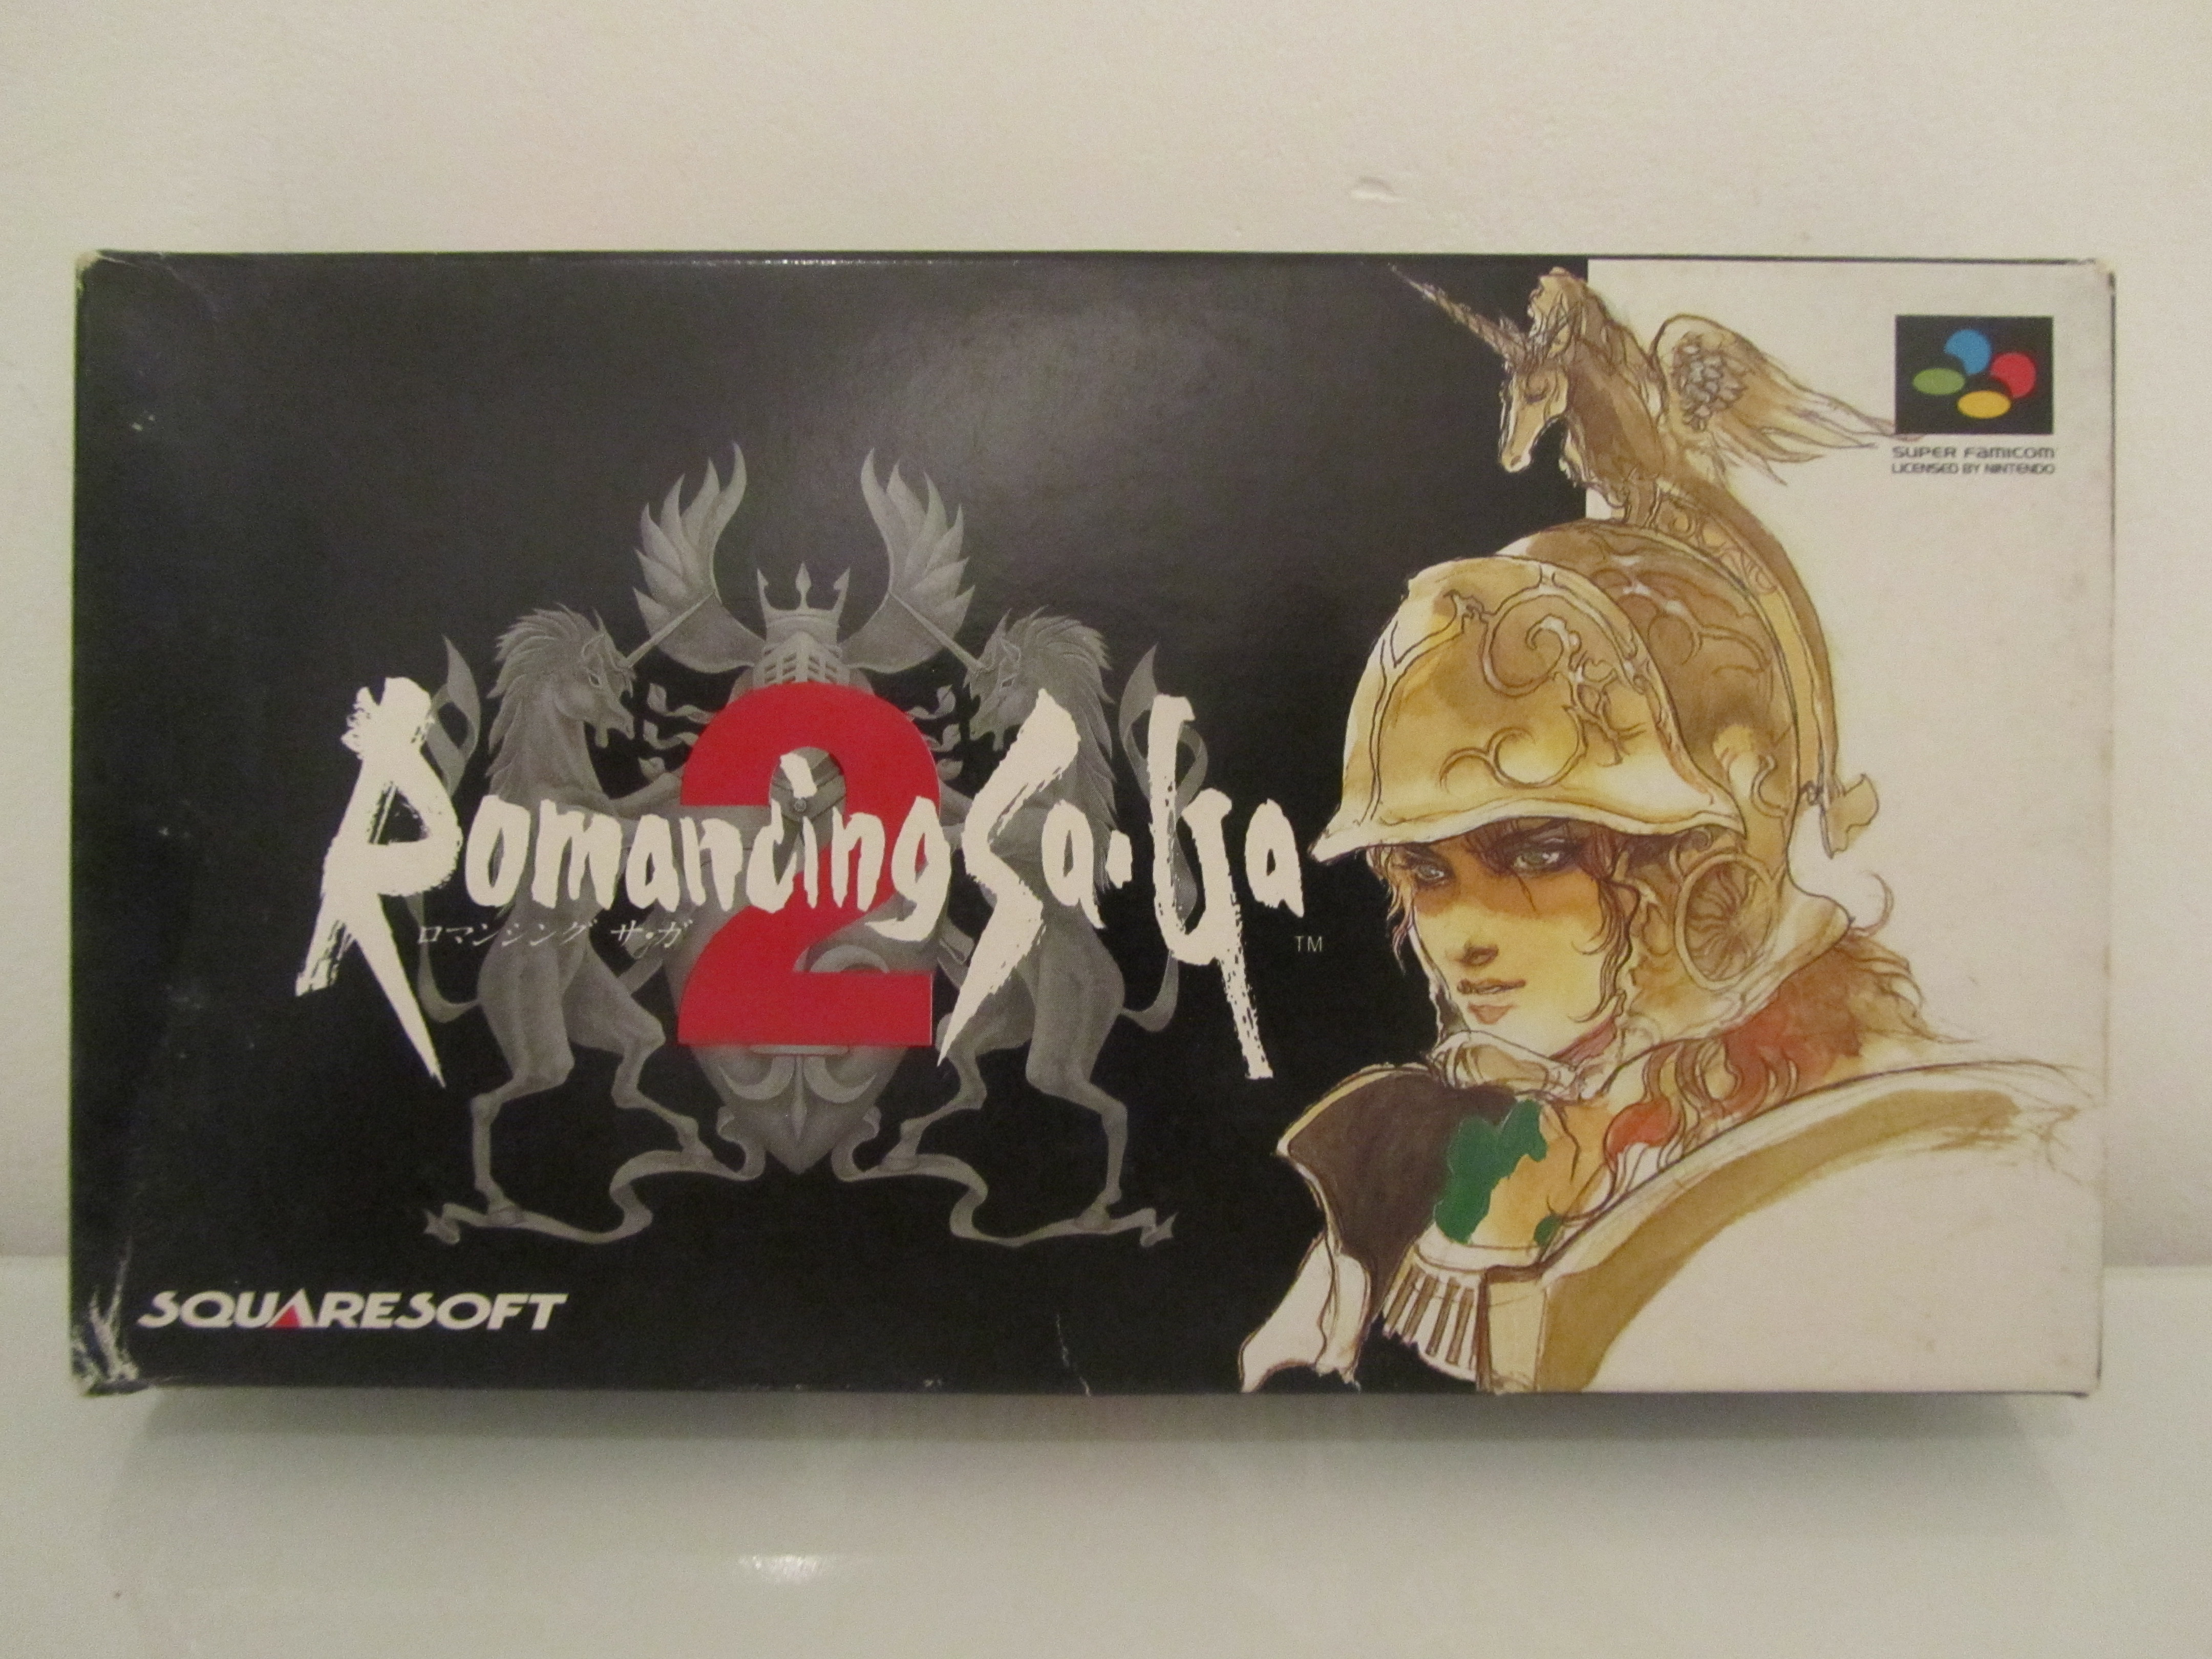 SUPER FAMICOM
LICENSED BY NINTENDO
2
Romancing Sa·Ga
ロマンシング サ・ガ
TM
SQUARESOFT